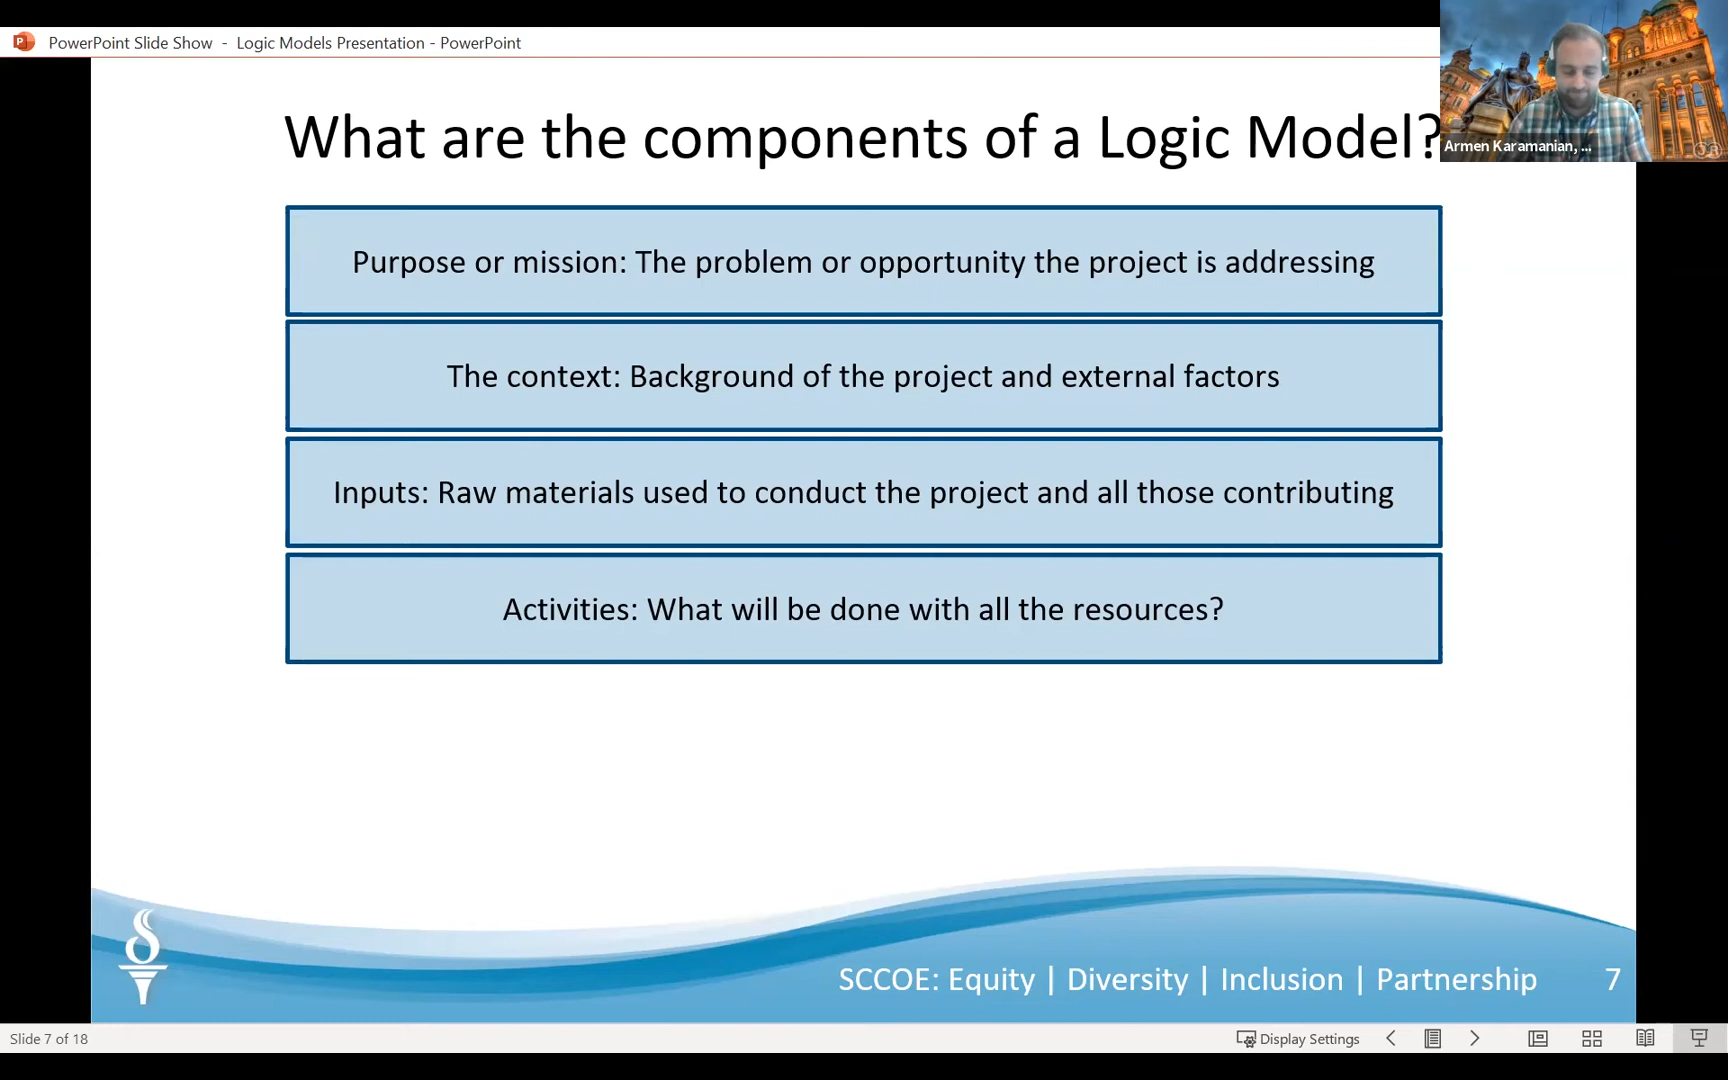 PowerPoint Slide Show - Logic Models Presentation - PowerPoint
Armen Karamanian, ...
What are the components of a Logic Model?
Purpose or mission: The problem or opportunity the project is addressing
The context: Background of the project and external factors
Inputs: Raw materials used to conduct the project and all those contributing
Activities: What will be done with all the resources?
SCCOE: Equity | Diversity | Inclusion | Partnership 7
Slide 7 of 18
Display Settings